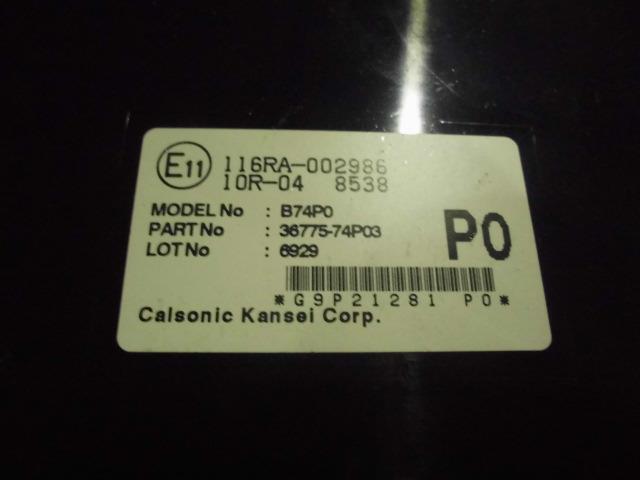 E11 116RA-002986
10R-04 8538
MODEL No : B74P0
PART No : 36775-74P03
LOT No : 6929
P0
*G9P21281 P0*
Calsonic Kansei Corp.